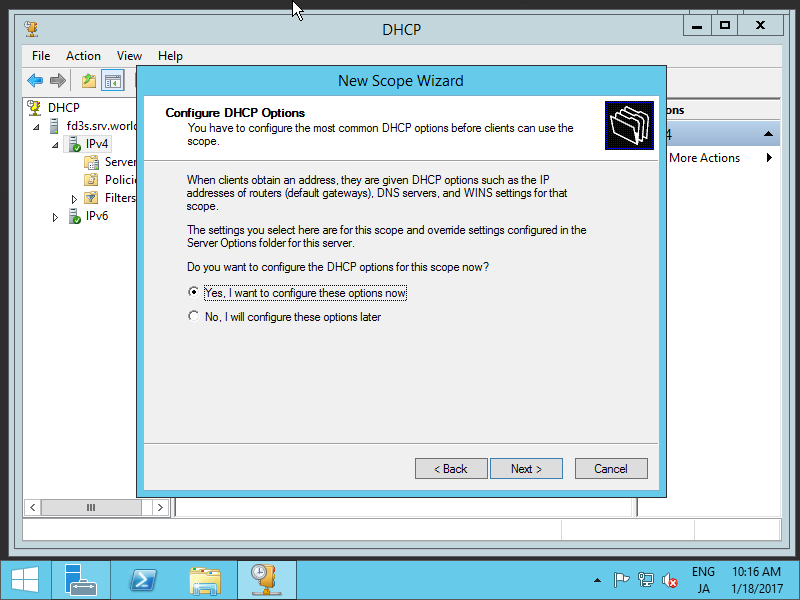 DHCP
File Action View Help
DHCP
fd3s.srv.world
IPv4
Server
Policie
Filters
IPv6
ons
4
More Actions
New Scope Wizard
Configure DHCP Options
You have to configure the most common DHCP options before clients can use the
scope.
When clients obtain an address, they are given DHCP options such as the IP
addresses of routers (default gateways), DNS servers, and WINS settings for that
scope.
The settings you select here are for this scope and override settings configured in the
Server Options folder for this server.
Do you want to configure the DHCP options for this scope now?
Yes, I want to configure these options now
No, I will configure these options later
< Back Next > Cancel
ENG 10:16 AM
JA 1/18/2017